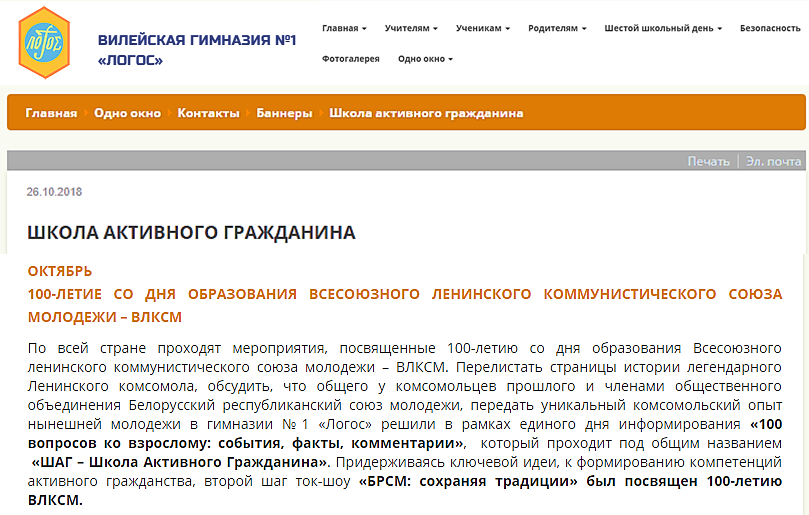 ЛОГОС
ВИЛЕЙСКАЯ ГИМНАЗИЯ №1
«ЛОГОС»
Главная Учителям Ученикам Родителям Шестой школьный день Безопасность
Фотогалерея Одно окно
Главная Одно окно Контакты Баннеры Школа активного гражданина
Печать | Эл. почта
26.10.2018
ШКОЛА АКТИВНОГО ГРАЖДАНИНА
ОКТЯБРЬ
100-ЛЕТИЕ СО ДНЯ ОБРАЗОВАНИЯ ВСЕСОЮЗНОГО ЛЕНИНСКОГО КОММУНИСТИЧЕСКОГО СОЮЗА
МОЛОДЕЖИ – ВЛКСМ
По всей стране проходят мероприятия, посвященные 100-летию со дня образования Всесоюзного
ленинского коммунистического союза молодежи – ВЛКСМ. Перелистать страницы истории легендарного
Ленинского комсомола, обсудить, что общего у комсомольцев прошлого и членами общественного
объединения Белорусский республиканский союз молодежи, передать уникальный комсомольский опыт
нынешней молодежи в гимназии №1 «Логос» решили в рамках единого дня информирования «100
вопросов ко взрослому: события, факты, комментарии», который проходит под общим названием
«ШАГ – Школа Активного Гражданина». Придерживаясь ключевой идеи, к формированию компетенций
активного гражданства, второй шаг ток-шоу «БРСМ: сохраняя традиции» был посвящен 100-летию
ВЛКСМ.